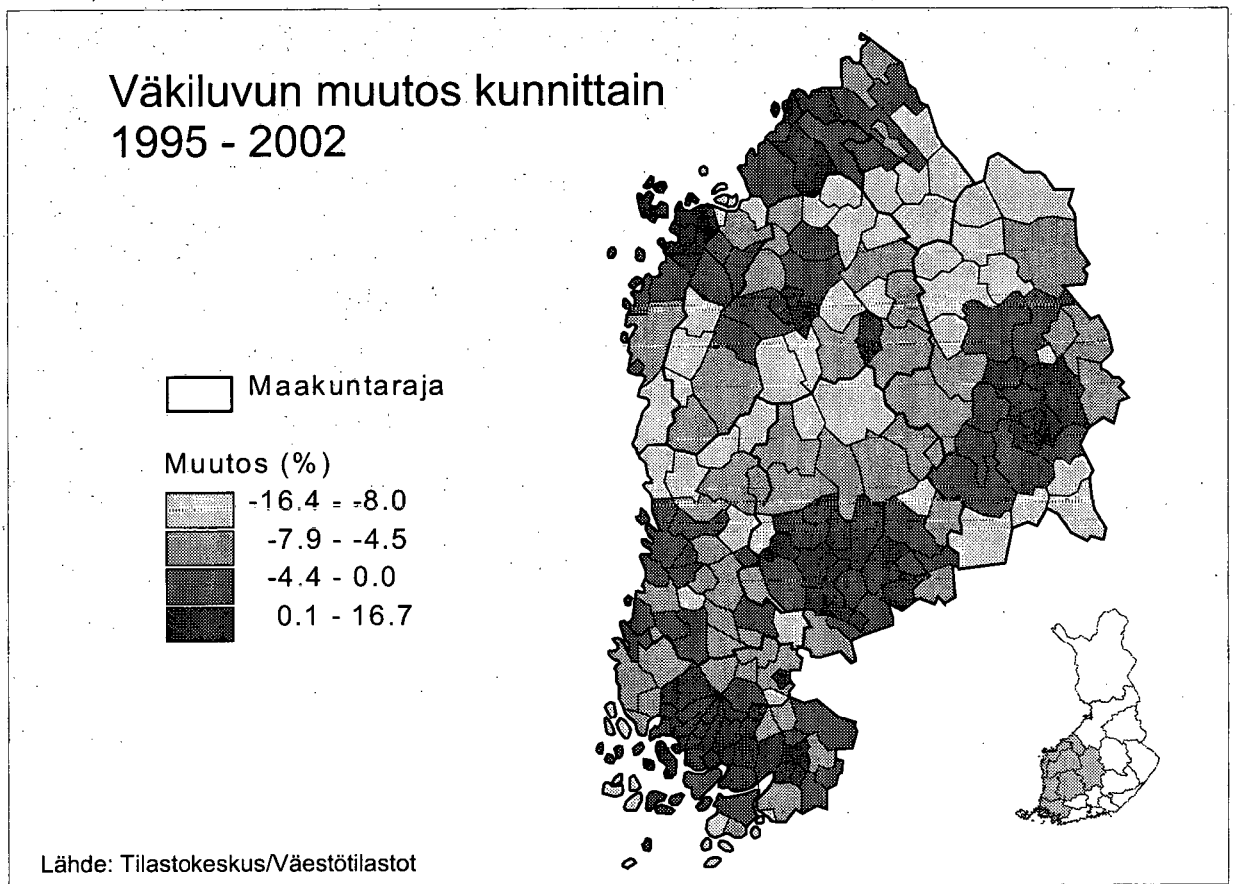 Väkiluvun muutos kunnittain
1995 - 2002
Maakuntaraja
Muutos (%)
-16.4 - -8.0
-7.9 - -4.5
-4.4 - 0.0
0.1 - 16.7
Lähde: Tilastokeskus/Väestötilastot